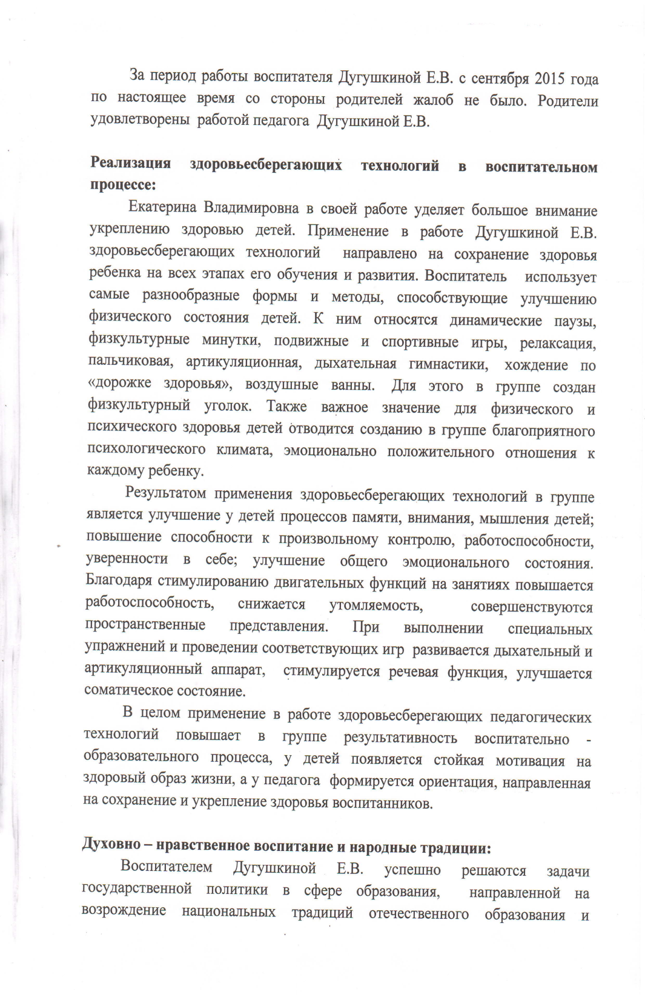 За период работы воспитателя Дугушкиной Е.В. с сентября 2015 года
по настоящее время со стороны родителей жалоб не было. Родители
удовлетворены работой педагога Дугушкиной Е.В.
Реализация здоровьесберегающих технологий в воспитательном
процессе:
Екатерина Владимировна в своей работе уделяет большое внимание
укреплению здоровью детей. Применение в работе Дугушкиной Е.В.
здоровьесберегающих технологий направлено на сохранение здоровья
ребенка на всех этапах его обучения и развития. Воспитатель использует
самые разнообразные формы и методы, способствующие улучшению
физического состояния детей. К ним относятся динамические паузы,
физкультурные минутки, подвижные и спортивные игры, релаксация,
пальчиковая, артикуляционная, дыхательная гимнастики, хождение по
«дорожке здоровья», воздушные ванны. Для этого в группе создан
физкультурный уголок. Также важное значение для физического и
психического здоровья детей отводится созданию в группе благоприятного
психологического климата, эмоционально положительного отношения к
каждому ребенку.
Результатом применения здоровьесберегающих технологий в группе
является улучшение у детей процессов памяти, внимания, мышления детей;
повышение способности к произвольному контролю, работоспособности,
уверенности в себе; улучшение общего эмоционального состояния.
Благодаря стимулированию двигательных функций на занятиях повышается
работоспособность, снижается утомляемость, совершенствуются
пространственные представления. При выполнении специальных
упражнений и проведении соответствующих игр развивается дыхательный и
артикуляционный аппарат, стимулируется речевая функция, улучшается
соматическое состояние.
В целом применение в работе здоровьесберегающих педагогических
технологий повышает в группе результативность воспитательно -
образовательного процесса, у детей появляется стойкая мотивация на
здоровый образ жизни, а у педагога формируется ориентация, направленная
на сохранение и укрепление здоровья воспитанников.
Духовно – нравственное воспитание и народные традиции:
Воспитателем Дугушкиной Е.В. успешно решаются задачи
государственной политики в сфере образования, направленной на
возрождение национальных традиций отечественного образования и